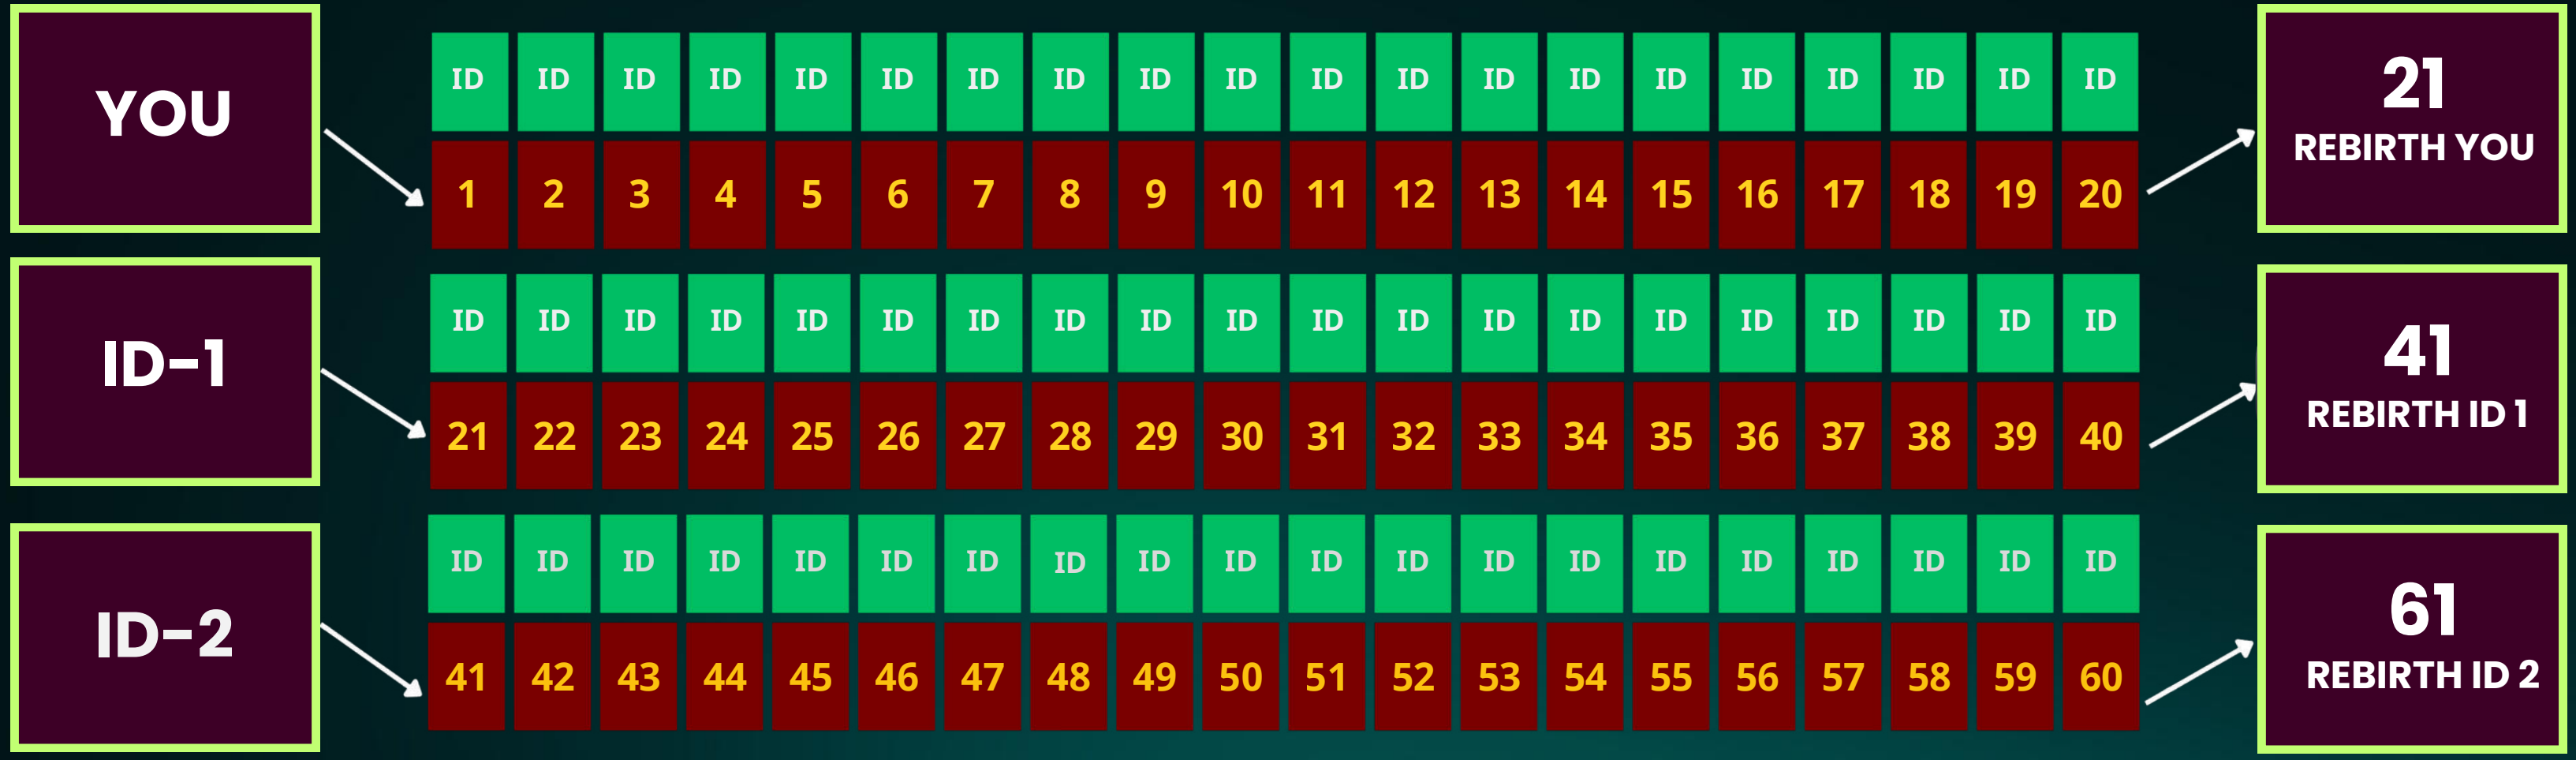 YOU
ID ID ID ID ID ID ID ID ID ID ID ID ID ID ID ID ID ID ID ID
1 2 3 4 5 6 7 8 9 10 11 12 13 14 15 16 17 18 19 20
21
REBIRTH YOU
ID-1
ID ID ID ID ID ID ID ID ID ID ID ID ID ID ID ID ID ID ID ID
21 22 23 24 25 26 27 28 29 30 31 32 33 34 35 36 37 38 39 40
41
REBIRTH ID 1
ID-2
ID ID ID ID ID ID ID ID ID ID ID ID ID ID ID ID ID ID ID ID
41 42 43 44 45 46 47 48 49 50 51 52 53 54 55 56 57 58 59 60
61
REBIRTH ID 2